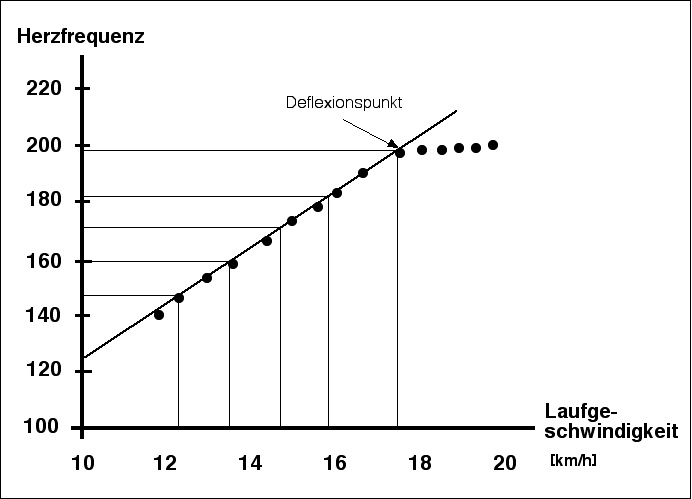 Herzfrequenz
220
Deflexionspunkt
200
180
160
140
120
100
Laufge-
schwindigkeit
10 12 14 16 18 20 [km/h]